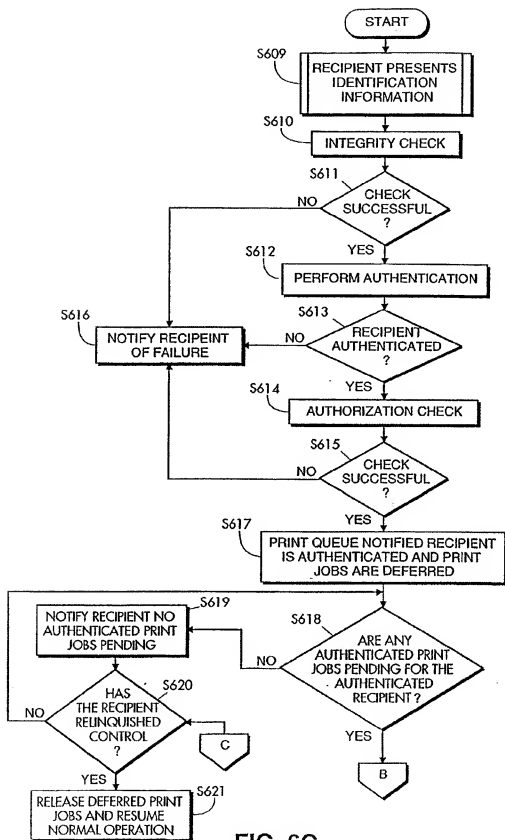 START
S609
RECIPIENT PRESENTS
IDENTIFICATION
INFORMATION
S610
INTEGRITY CHECK
S611
CHECK
SUCCESSFUL
?
NO
YES
S612
PERFORM AUTHENTICATION
S613
RECIPIENT
AUTHENTICATED
?
NO
S616
NOTIFY RECIPEINT
OF FAILURE
YES
S614
AUTHORIZATION CHECK
S615
CHECK
SUCCESSFUL
?
NO
YES
S617
PRINT QUEUE NOTIFIED RECIPIENT
IS AUTHENTICATED AND PRINT
JOBS ARE DEFERRED
S618
ARE ANY
AUTHENTICATED PRINT
JOBS PENDING FOR THE
AUTHENTICATED
RECIPIENT ?
NO
YES
B
S619
NOTIFY RECIPIENT NO
AUTHENTICATED PRINT
JOBS PENDING
S620
HAS
THE RECIPIENT
RELINQUISHED
CONTROL
?
NO
C
YES
S621
RELEASE DEFERRED PRINT
JOBS AND RESUME
NORMAL OPERATION